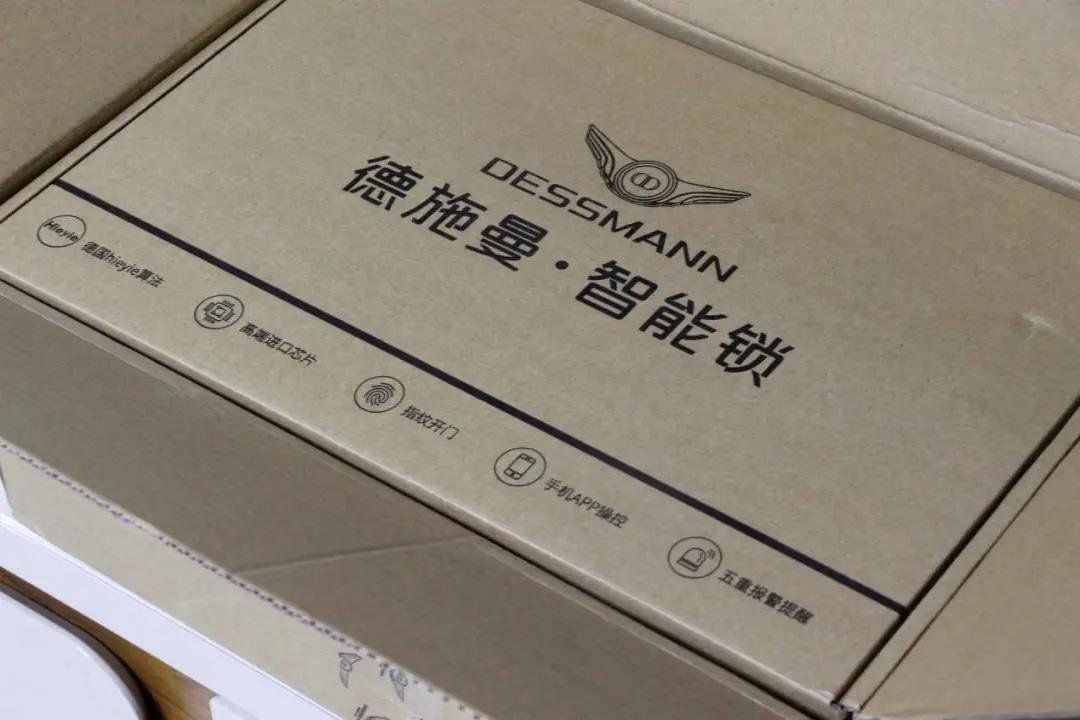 DESSMANN
德施曼·智能锁
Hieyie
德国hieyie算法
高端进口芯片
指纹开门
手机APP操控
五重报警提醒